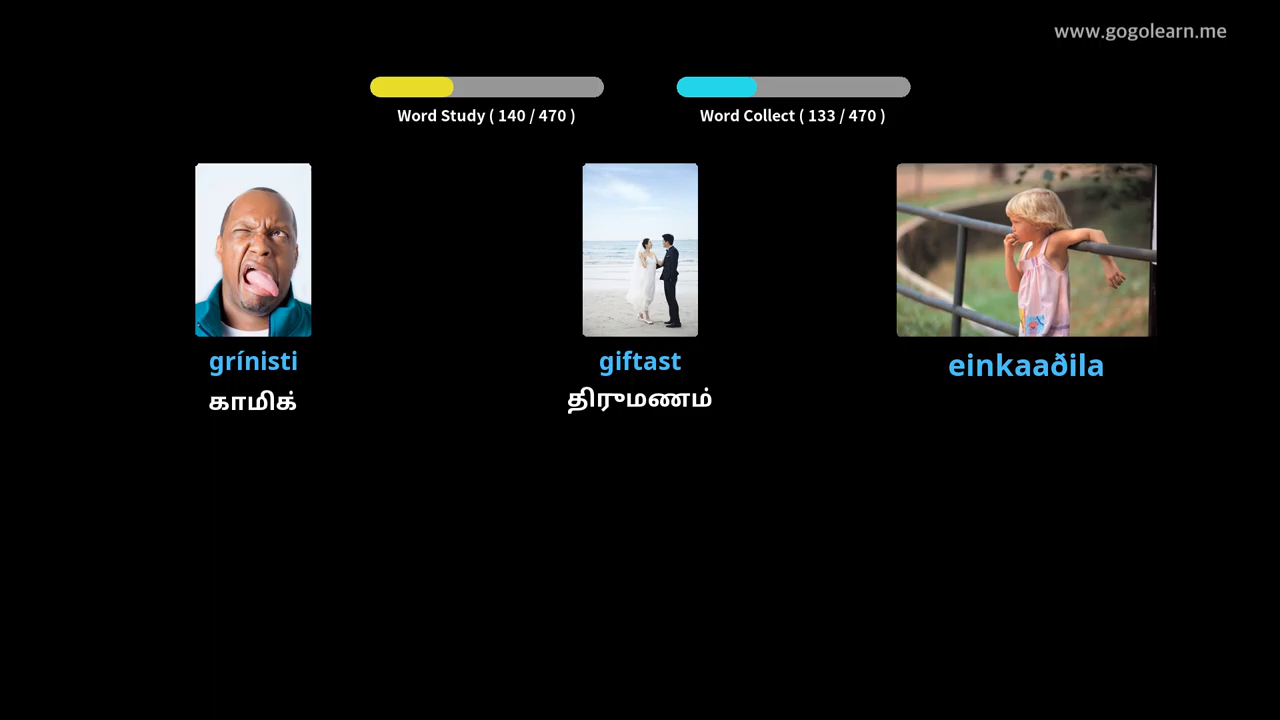 www.gogolearn.me
Word Study ( 140 / 470 )
Word Collect ( 133 / 470 )
grínisti
காமிக்
giftast
திருமணம்
einkaaðila